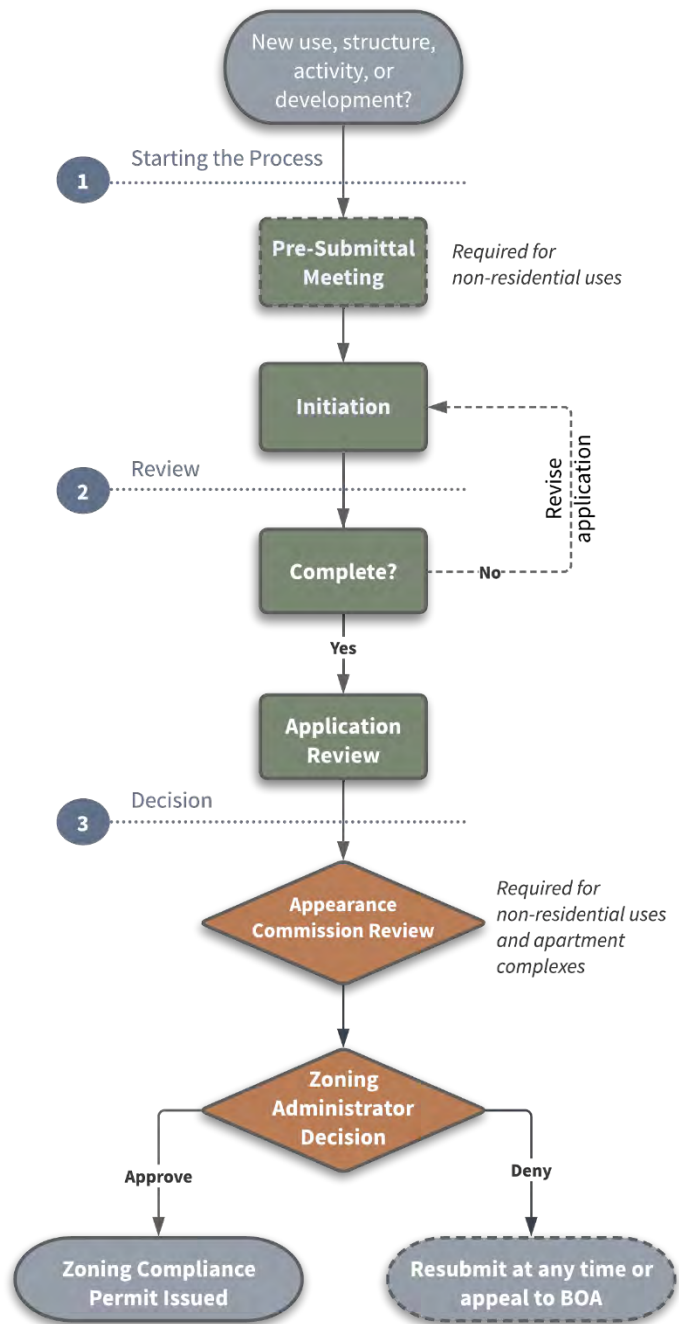 New use, structure,
activity, or
development?
1
Starting the Process
Pre-Submittal
Meeting
Required for
non-residential uses
Initiation
Revise
application
2
Review
Complete?
No
Yes
Application
Review
3
Decision
Appearance
Commission Review
Required for
non-residential uses
and apartment
complexes
Zoning
Administrator
Decision
Approve
Deny
Zoning Compliance
Permit Issued
Resubmit at any time or
appeal to BOA